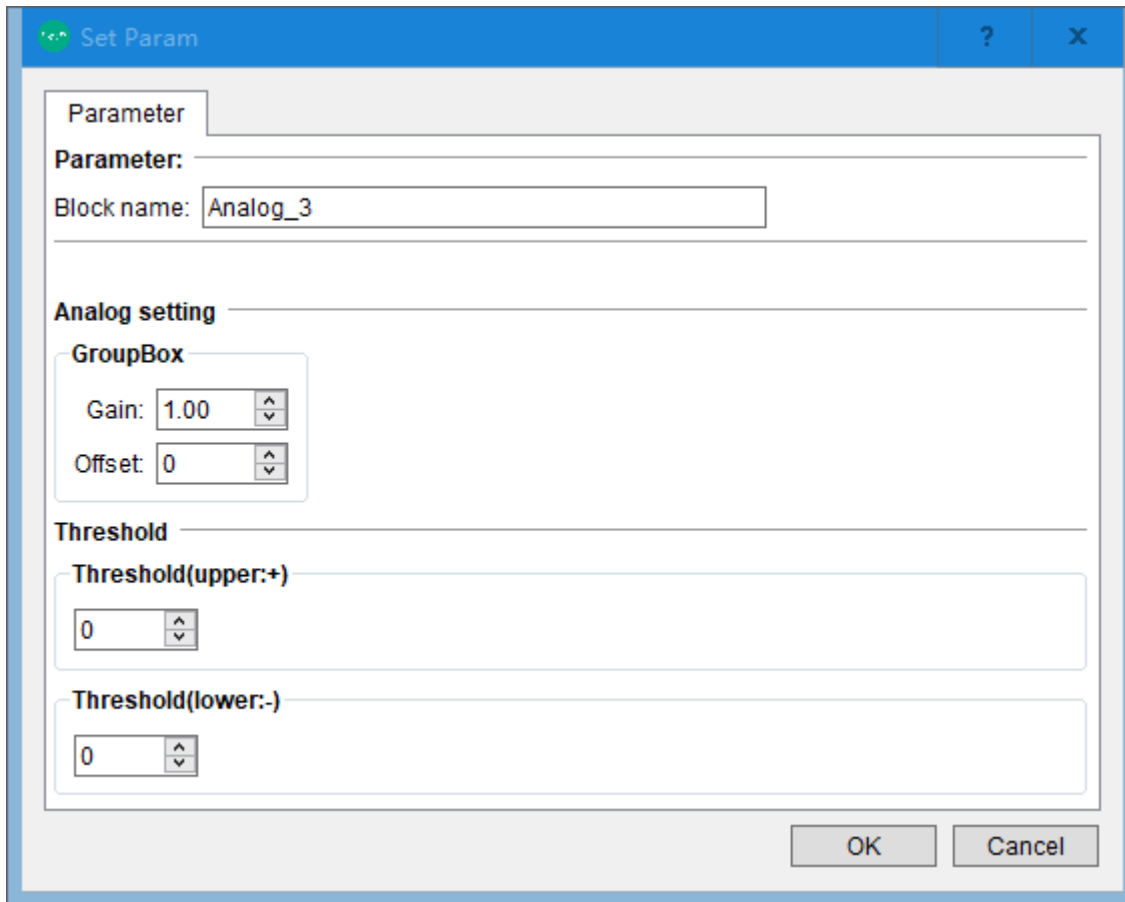 Set Param
? x
Parameter
Parameter:
Block name: Analog_3
Analog setting
GroupBox
Gain: 1.00
Offset: 0
Threshold
Threshold(upper:+)
0
Threshold(lower:-)
0
OK Cancel